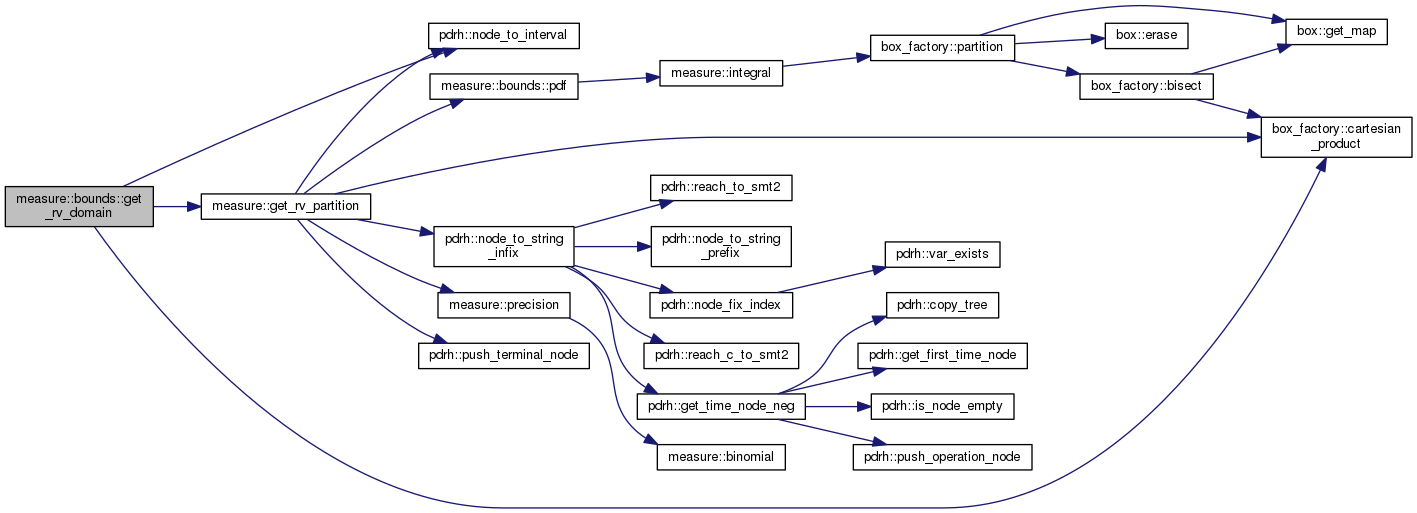 measure::bounds::get
_rv_domain
pdrh::node_to_interval
measure::get_rv_partition
measure::bounds::pdf
measure::integral
box_factory::partition
box::get_map
box::erase
box_factory::bisect
box_factory::cartesian
_product
pdrh::node_to_string
_infix
pdrh::reach_to_smt2
pdrh::node_to_string
_prefix
pdrh::node_fix_index
pdrh::var_exists
pdrh::reach_c_to_smt2
pdrh::get_time_node_neg
pdrh::copy_tree
pdrh::get_first_time_node
pdrh::is_node_empty
pdrh::push_operation_node
measure::precision
measure::binomial
pdrh::push_terminal_node